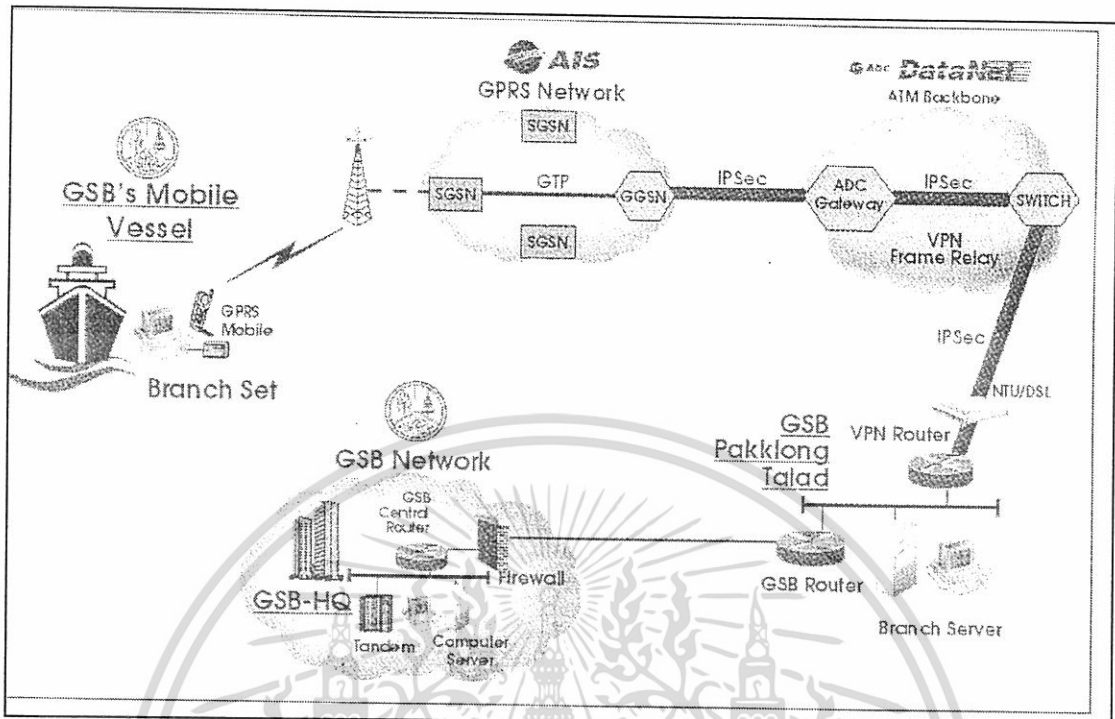 AIS
GPRS Network
ADC DataNet
ATM Backbone
GSB's Mobile
Vessel
SGSN
SGSN
GTP
GGSN
SGSN
IPSec
ADC
Gateway
IPSec
SWITCH
VPN
Frame Relay
GPRS
Mobile
Branch Set
IPSec
NTU/DSL
VPN Router
GSB
Pakklong
Talad
GSB Network
GSB
Central
Router
Firewall
GSB-HQ
Tandem
Computer
Server
GSB Router
Branch Server